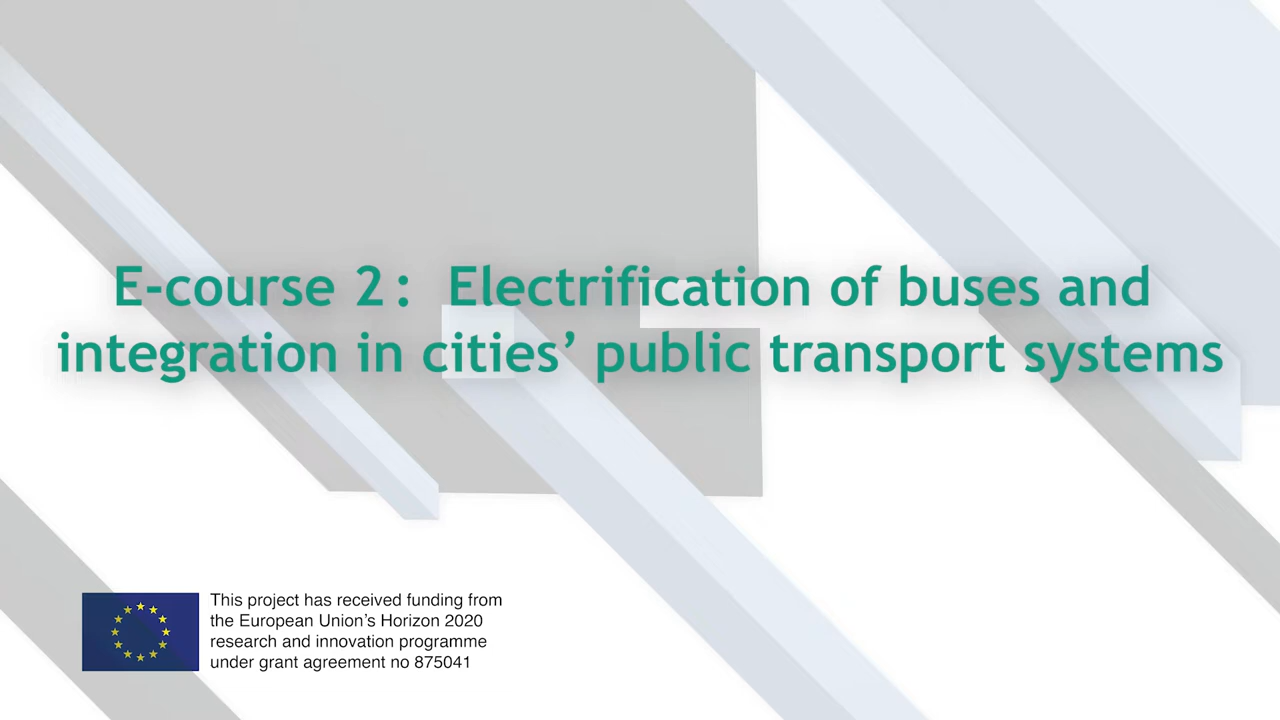 E-course 2 : Electrification of buses and
integration in cities’ public transport systems
This project has received funding from
the European Union’s Horizon 2020
research and innovation programme
under grant agreement no 875041